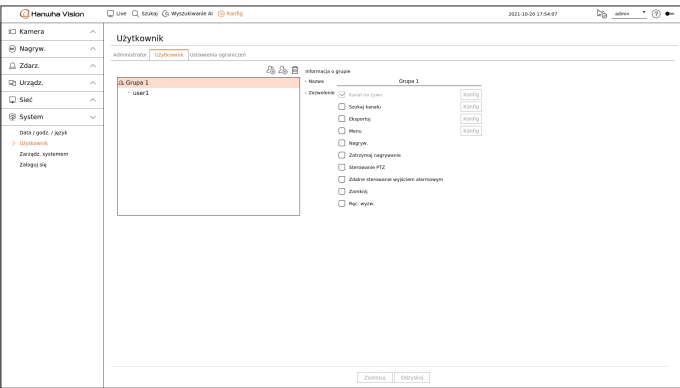 Hanwha Vision
Live Szukaj Wyszukiwanie AI Konfig
2021-10-20 17:54:07
admin
Kamera
Nagryw.
Zdarz.
Urządz.
Sieć
System
Data / godz. / język
Użytkownik
Zarządz. systemem
Zaloguj się
Użytkownik
Administrator Użytkownik Ustawienia ograniczeń
Grupa 1
user1
Informacja o grupie
Nazwa Grupa 1
Zezwolenie Kanał na żywo Konfig
Szukaj kanału Konfig
Eksportuj Konfig
Menu Konfig
Nagryw.
Zatrzymaj nagrywanie
Sterowanie PTZ
Zdalne sterowanie wyjściem alarmowym
Zamknij
Ręc. wyzw.
Zastosuj Odzyskaj